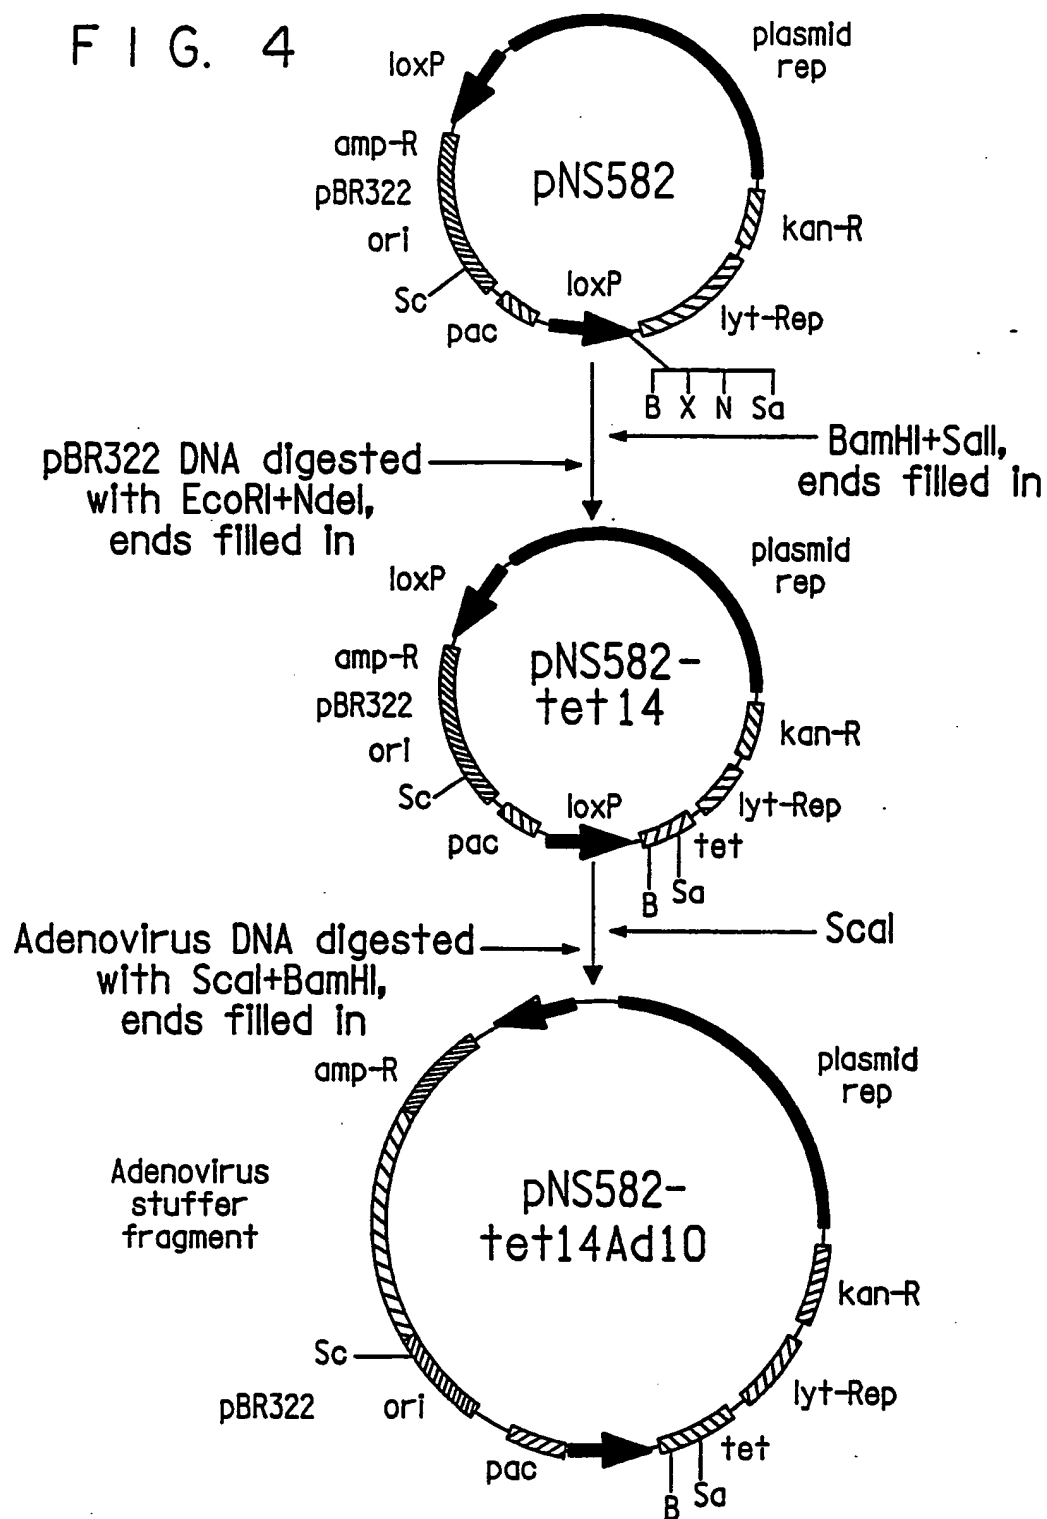 FIG. 4
loxP
plasmid
rep
amp-R
pBR322
ori
pNS582
kan-R
Sc
loxP
pac
lyt-Rep
B X N Sa
pBR322 DNA digested
with EcoRI+NdeI,
ends filled in
BamHI+SalI,
ends filled in
loxP
plasmid
rep
amp-R
pBR322
ori
pNS582-
tet14
kan-R
Sc
loxP
lyt-Rep
pac
tet
B
Sa
Adenovirus DNA digested
with ScaI+BamHI,
ends filled in
ScaI
amp-R
plasmid
rep
Adenovirus
stuffer
fragment
pNS582-
tet14Ad10
kan-R
Sc
pBR322
ori
lyt-Rep
pac
tet
B
Sa